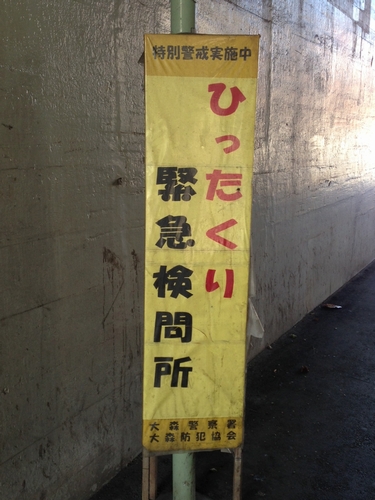 特別警戒実施中
ひったくり
緊急検問所
大森警察署
大森防犯協会